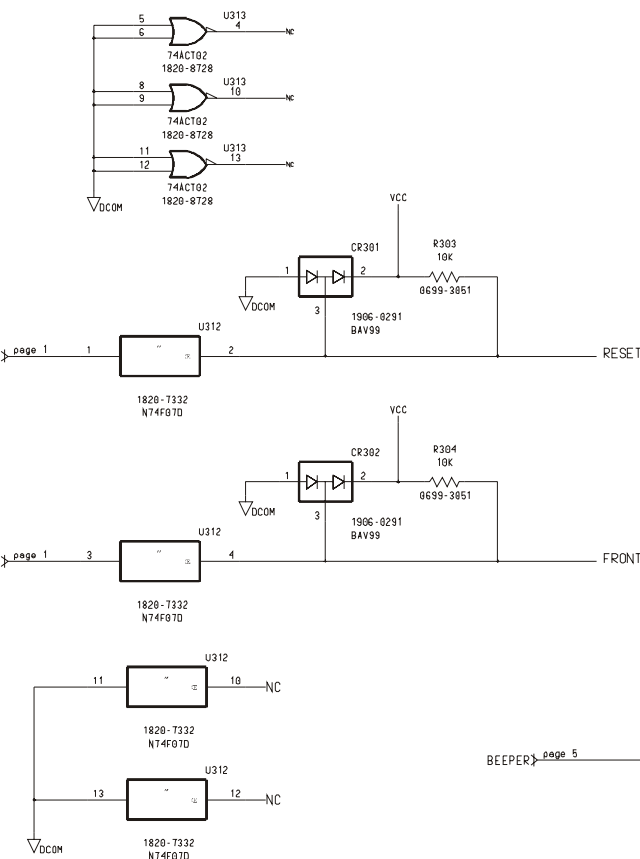 5 U313
4
6 NC
74ACT02
1820-8728
8 U313
10
9 NC
74ACT02
1820-8728
11 U313
13
12 NC
74ACT02
1820-8728
DCOM
VCC
CR301 R303
10K
1 2
0699-3051
DCOM
3
1906-0291
BAV99
U312
page 1 1 2 RESET
1820-7332
N74F07D
VCC
CR302 R304
10K
1 2
0699-3051
DCOM
3
1906-0291
BAV99
U312
page 1 3 4 FRONT
1820-7332
N74F07D
U312
11 10 NC
1820-7332
N74F07D
BEEPER page 5
U312
13 12 NC
1820-7332
DCOM
N74F07D